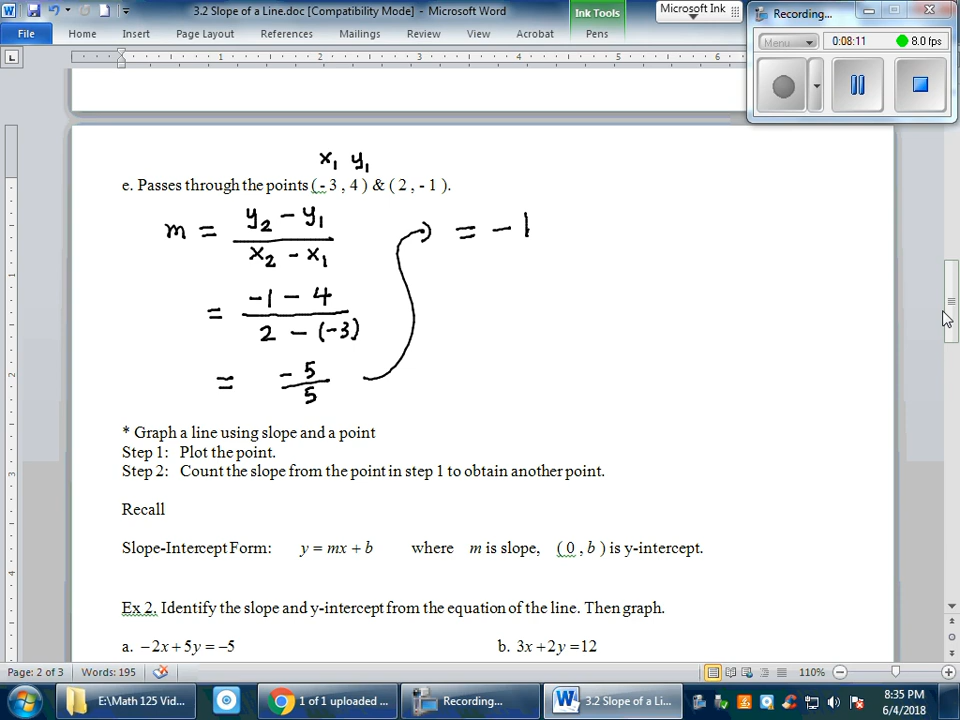 3.2 Slope of a Line.doc [Compatibility Mode] - Microsoft Word
Ink Tools
Microsoft Ink
Recording...
File Home Insert Page Layout References Mailings Review View Acrobat Pens
Menu 0:08:11 8.0 fps
1 2 3 4 5 6
x₁ y₁
e. Passes through the points ( - 3 , 4 ) & ( 2 , - 1 ).
m = (y₂ - y₁)/(x₂ - x₁) = -1
= (-1 - 4)/(2 - (-3))
= -5/5
* Graph a line using slope and a point
Step 1: Plot the point.
Step 2: Count the slope from the point in step 1 to obtain another point.
Recall
Slope-Intercept Form: y = mx + b where m is slope, ( 0 , b ) is y-intercept.
Ex 2. Identify the slope and y-intercept from the equation of the line. Then graph.
a. −2x + 5y = −5 b. 3x + 2y = 12
Page: 2 of 3 Words: 195 110%
E:\Math 125 Vid... 1 of 1 uploaded ... Recording... 3.2 Slope of a Li... 8:35 PM
6/4/2018